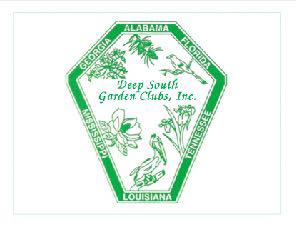 ALABAMA
GEORGIA
FLORIDA
Deep South
Garden Clubs, Inc.
MISSISSIPPI
TENNESSEE
LOUISIANA